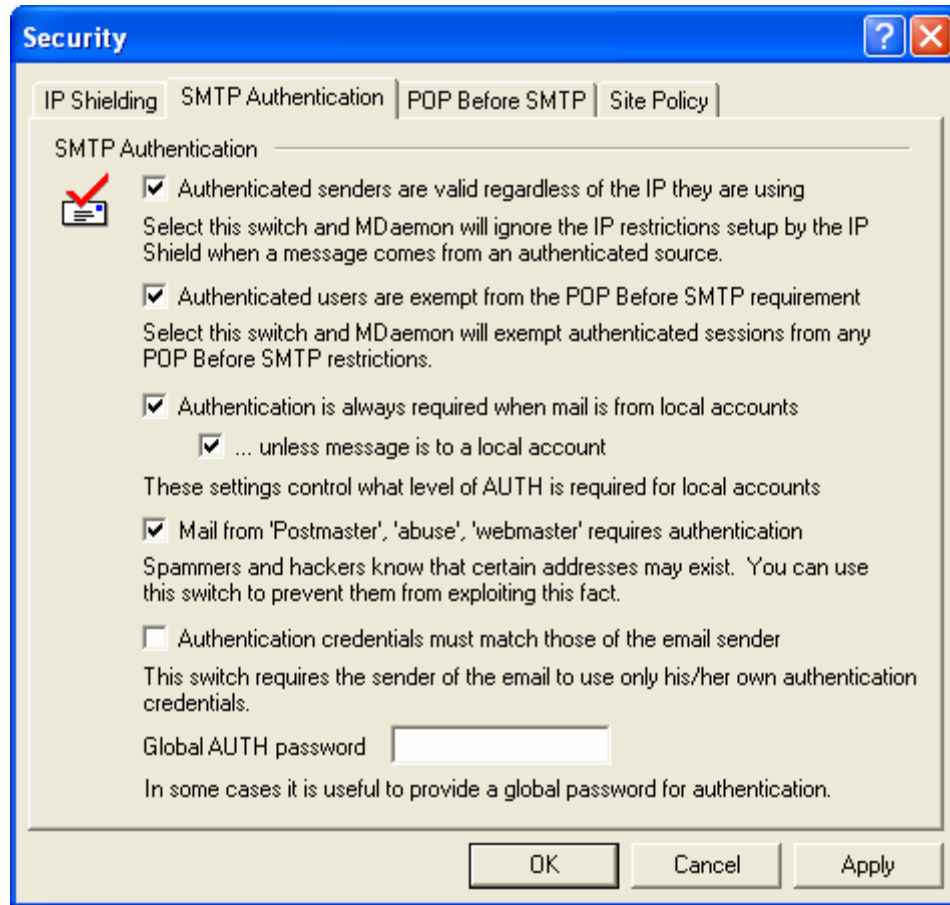 Security
IP Shielding
SMTP Authentication
POP Before SMTP
Site Policy
SMTP Authentication
Authenticated senders are valid regardless of the IP they are using
Select this switch and MDaemon will ignore the IP restrictions setup by the IP
Shield when a message comes from an authenticated source.
Authenticated users are exempt from the POP Before SMTP requirement
Select this switch and MDaemon will exempt authenticated sessions from any
POP Before SMTP restrictions.
Authentication is always required when mail is from local accounts
... unless message is to a local account
These settings control what level of AUTH is required for local accounts
Mail from 'Postmaster', 'abuse', 'webmaster' requires authentication
Spammers and hackers know that certain addresses may exist.  You can use
this switch to prevent them from exploiting this fact.
Authentication credentials must match those of the email sender
This switch requires the sender of the email to use only his/her own authentication
credentials.
Global AUTH password
In some cases it is useful to provide a global password for authentication.
OK
Cancel
Apply